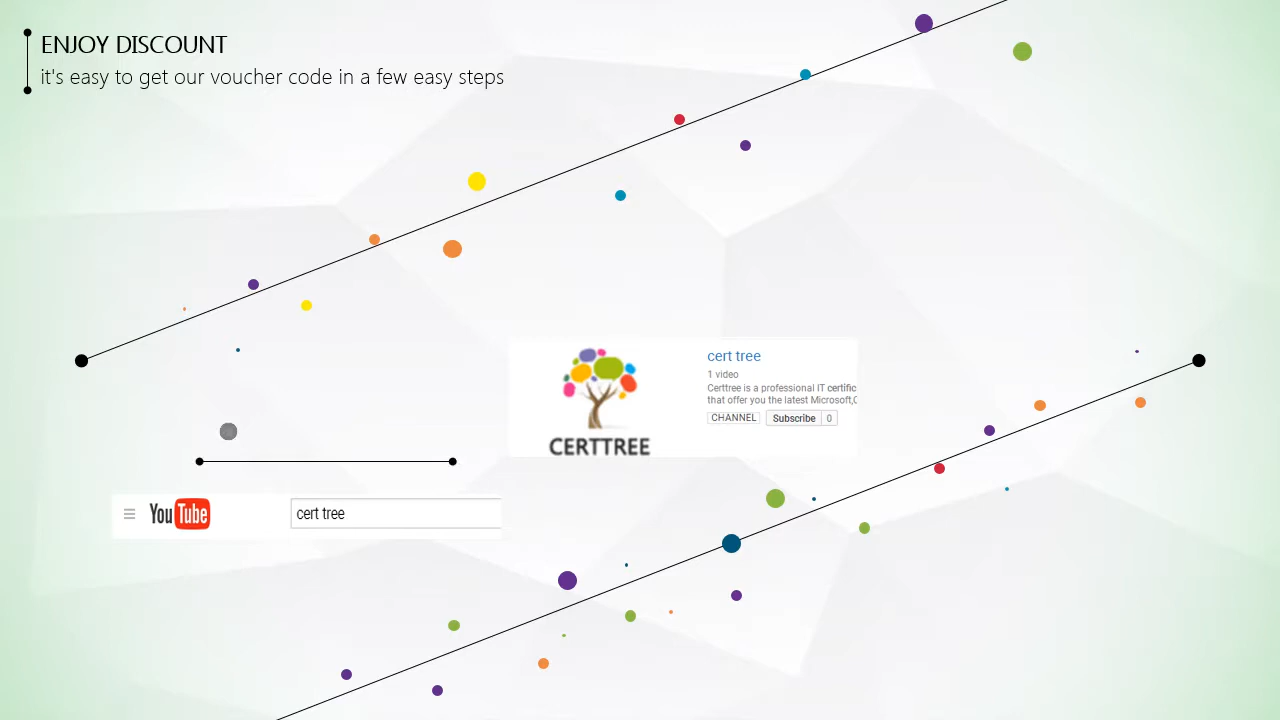 ENJOY DISCOUNT
it's easy to get our voucher code in a few easy steps
cert tree
1 video
Certtree is a professional IT certific
that offer you the latest Microsoft,C
CHANNEL Subscribe 0
CERTTREE
YouTube cert tree